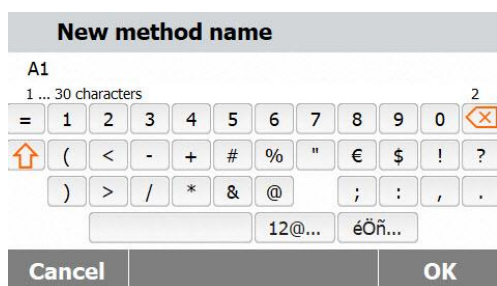 New method name
A1
1 ... 30 characters 2
= 1 2 3 4 5 6 7 8 9 0
( < - + # % " € $ ! ?
) > / * & @ ; : , .
12@... éÖñ...
Cancel OK